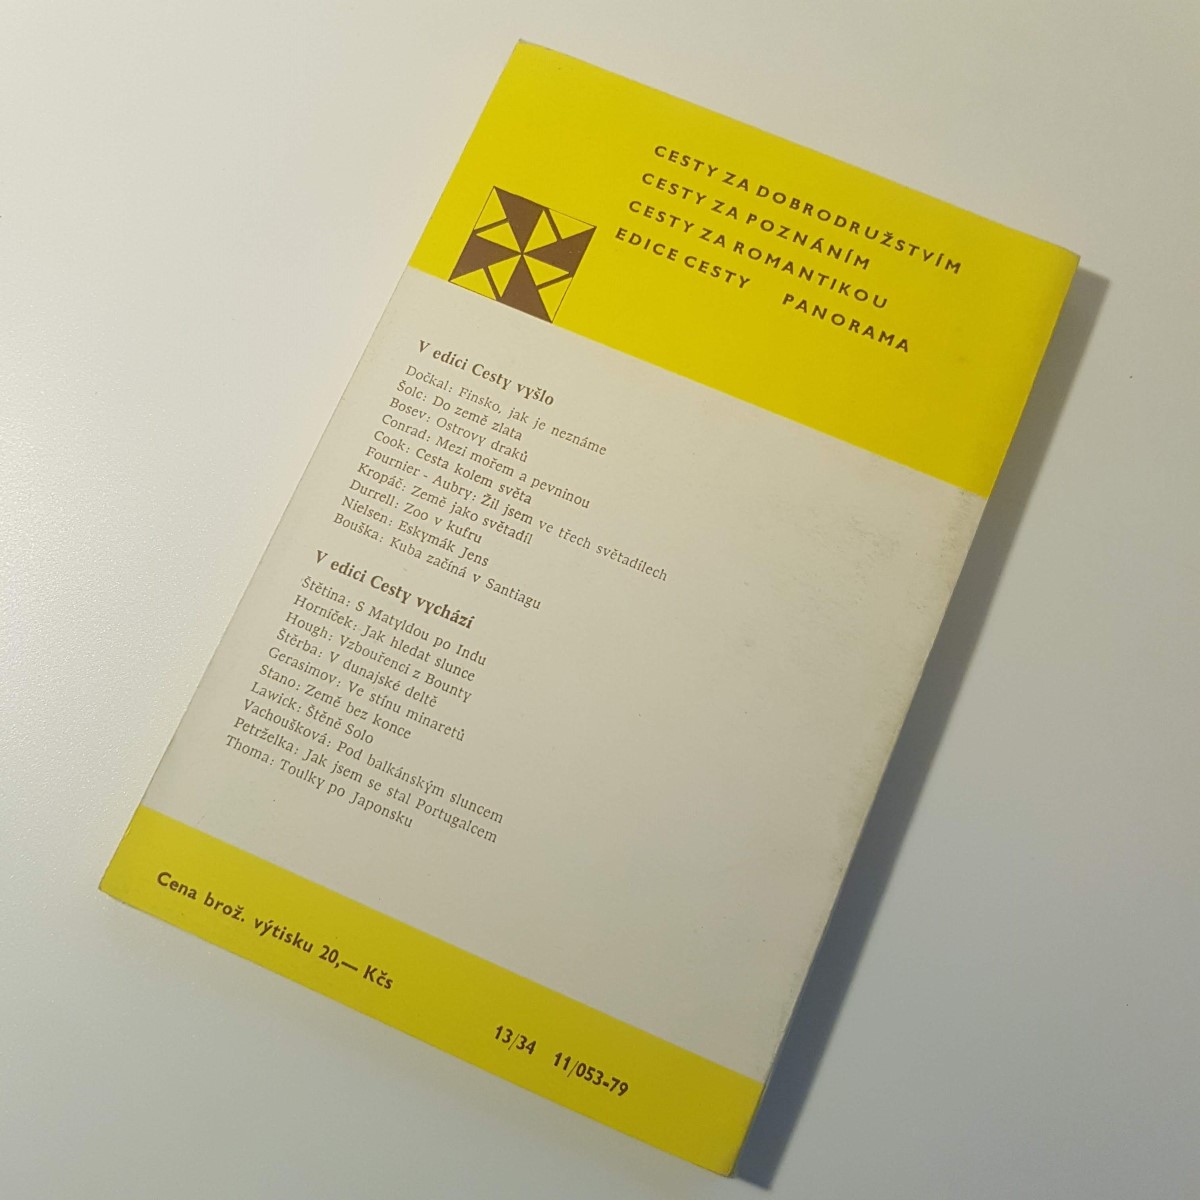 CESTY ZA DOBRODRUŽSTVÍM
CESTY ZA POZNÁNÍM
CESTY ZA ROMANTIKOU
EDICE CESTY PANORAMA
V edici Cesty vyšlo
Dočkal: Finsko, jak je neznáme
Šolc: Do země zlata
Bosev: Ostrovy draků
Conrad: Mezi mořem a pevninou
Cook: Cesta kolem světa
Fournier - Aubry: Žil jsem ve třech světadílech
Kropáč: Země jako světadíl
Durrell: Zoo v kufru
Nielsen: Eskymák Jens
Bouška: Kuba začíná v Santiagu
V edici Cesty vychází
Štětina: S Matyldou po Indu
Horníček: Jak hledat slunce
Hough: Vzbouřenci z Bounty
Štěrba: V dunajské deltě
Gerasimov: Ve stínu minaretů
Stano: Země bez konce
Lawick: Štěně Solo
Vachoušková: Pod balkánským sluncem
Petrželka: Jak jsem se stal Portugalcem
Thoma: Toulky po Japonsku
Cena brož. výtisku 20,— Kčs
13/34 11/053-79